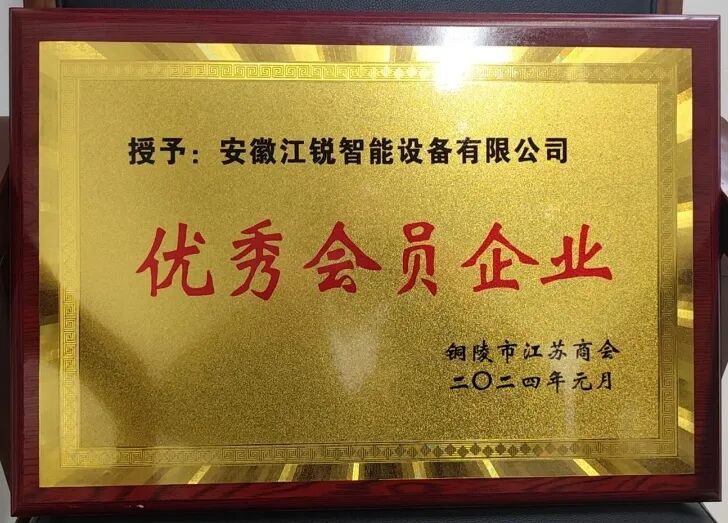 授予：安徽江锐智能设备有限公司
优秀会员企业
铜陵市江苏商会
二〇二四年元月